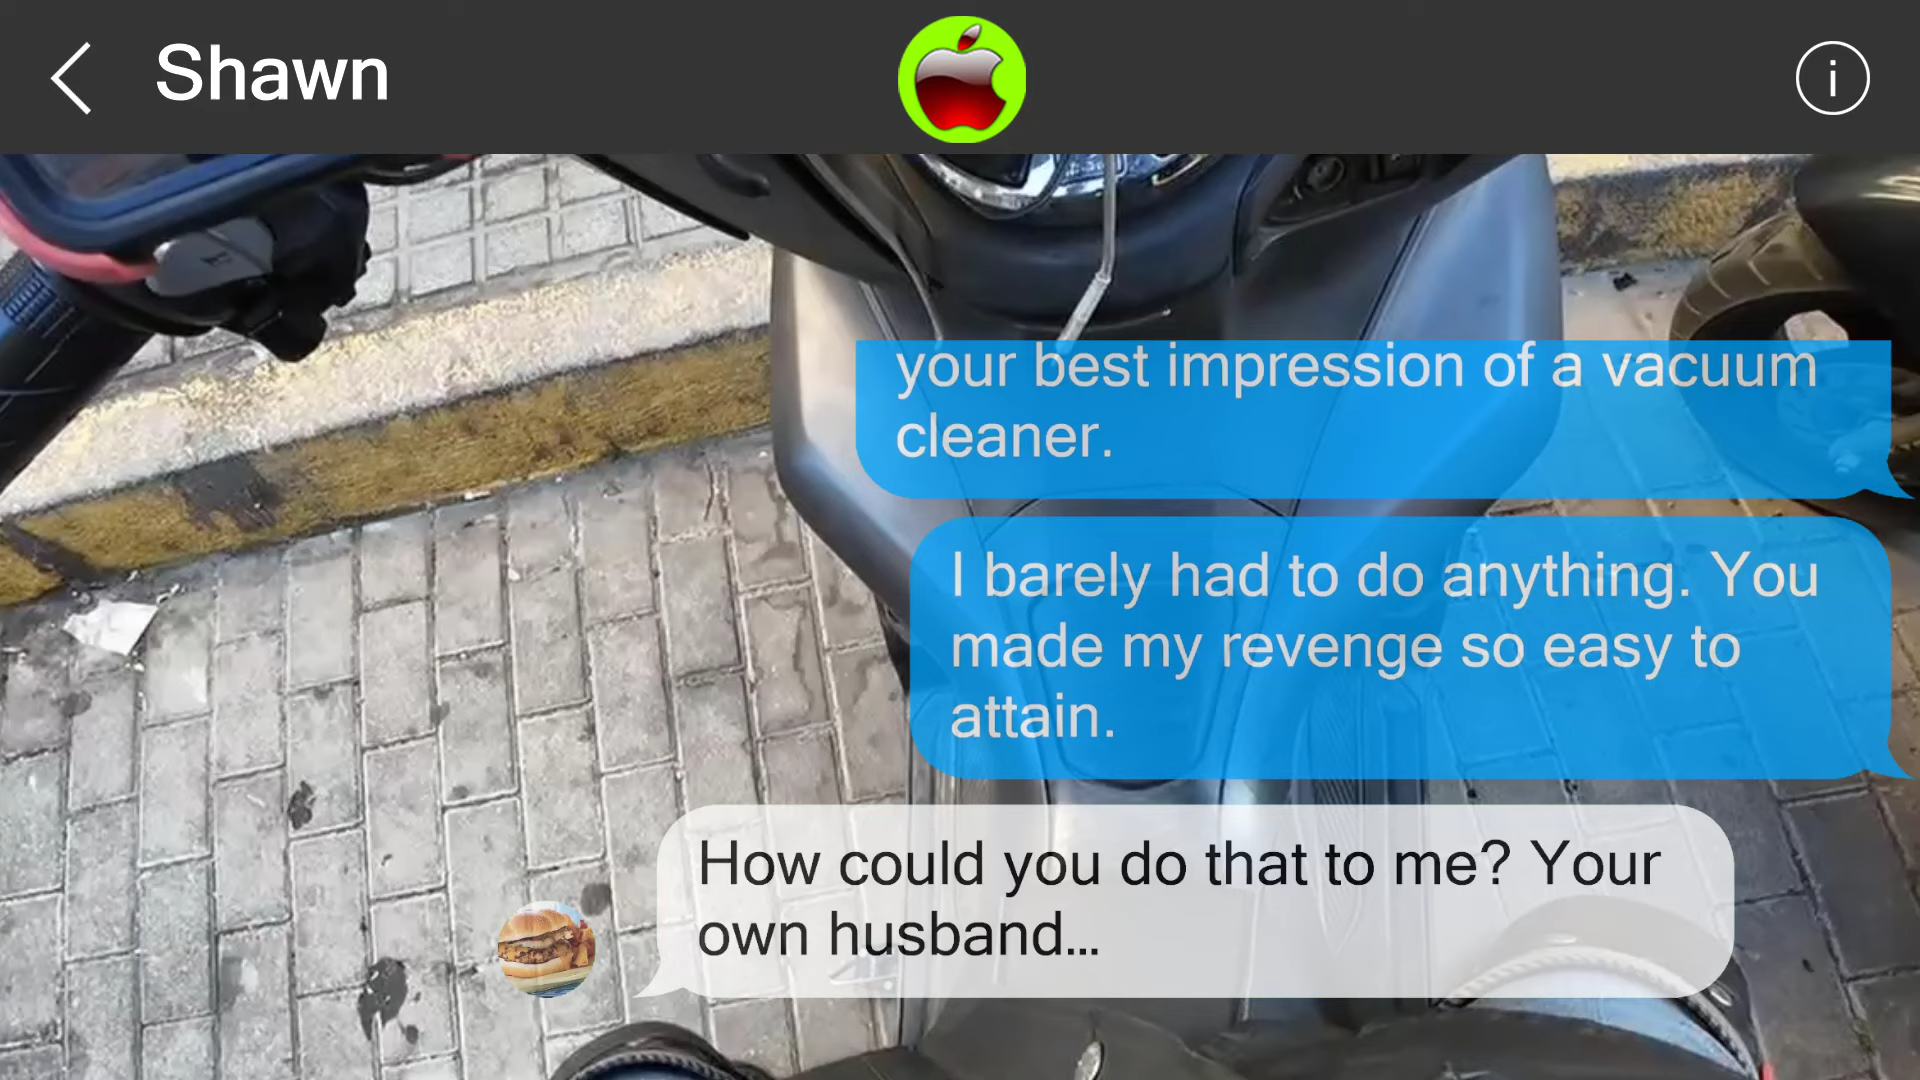 Shawn
your best impression of a vacuum
cleaner.
I barely had to do anything. You
made my revenge so easy to
attain.
How could you do that to me? Your
own husband...